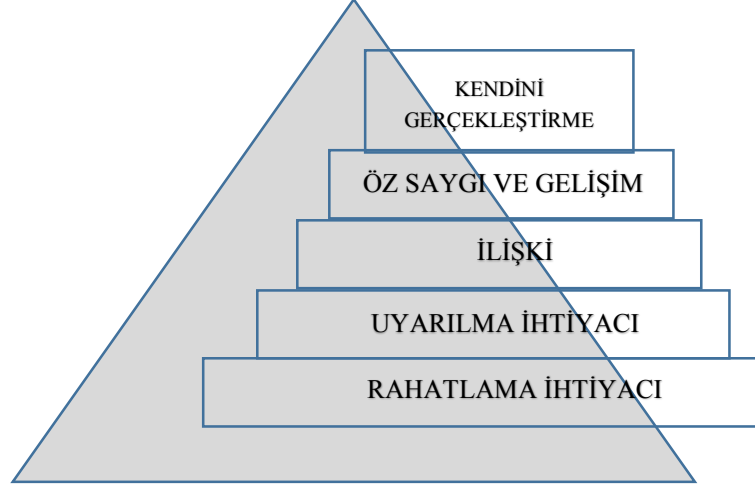 KENDİNİ
GERÇEKLEŞTİRME
ÖZ SAYGI VE GELİŞİM
İLİŞKİ
UYARILMA İHTİYACI
RAHATLAMA İHTİYACI